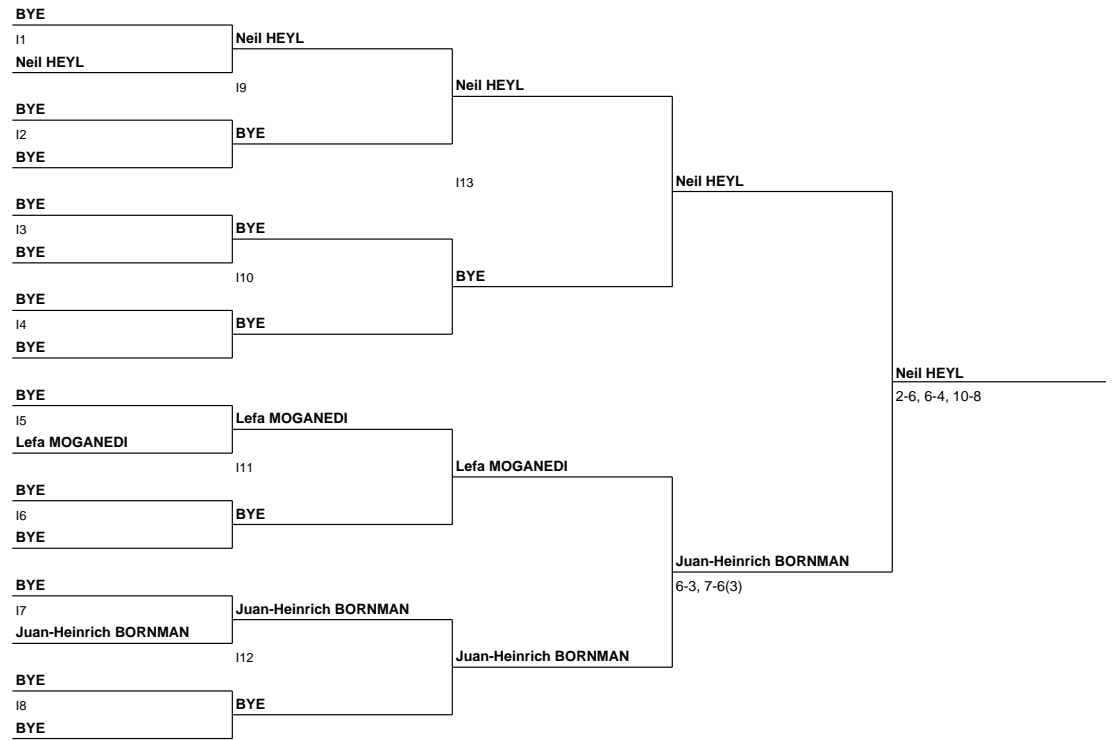 BYE
I1
Neil HEYL
BYE
I2
BYE
BYE
I3
BYE
BYE
I4
BYE
BYE
I5
Lefa MOGANEDI
BYE
I6
BYE
BYE
I7
Juan-Heinrich BORNMAN
BYE
I8
BYE
Neil HEYL
I9
BYE
BYE
I10
BYE
Lefa MOGANEDI
I11
BYE
Juan-Heinrich BORNMAN
I12
BYE
Neil HEYL
I13
BYE
Lefa MOGANEDI
Juan-Heinrich BORNMAN
Neil HEYL
Juan-Heinrich BORNMAN
6-3, 7-6(3)
Neil HEYL
2-6, 6-4, 10-8